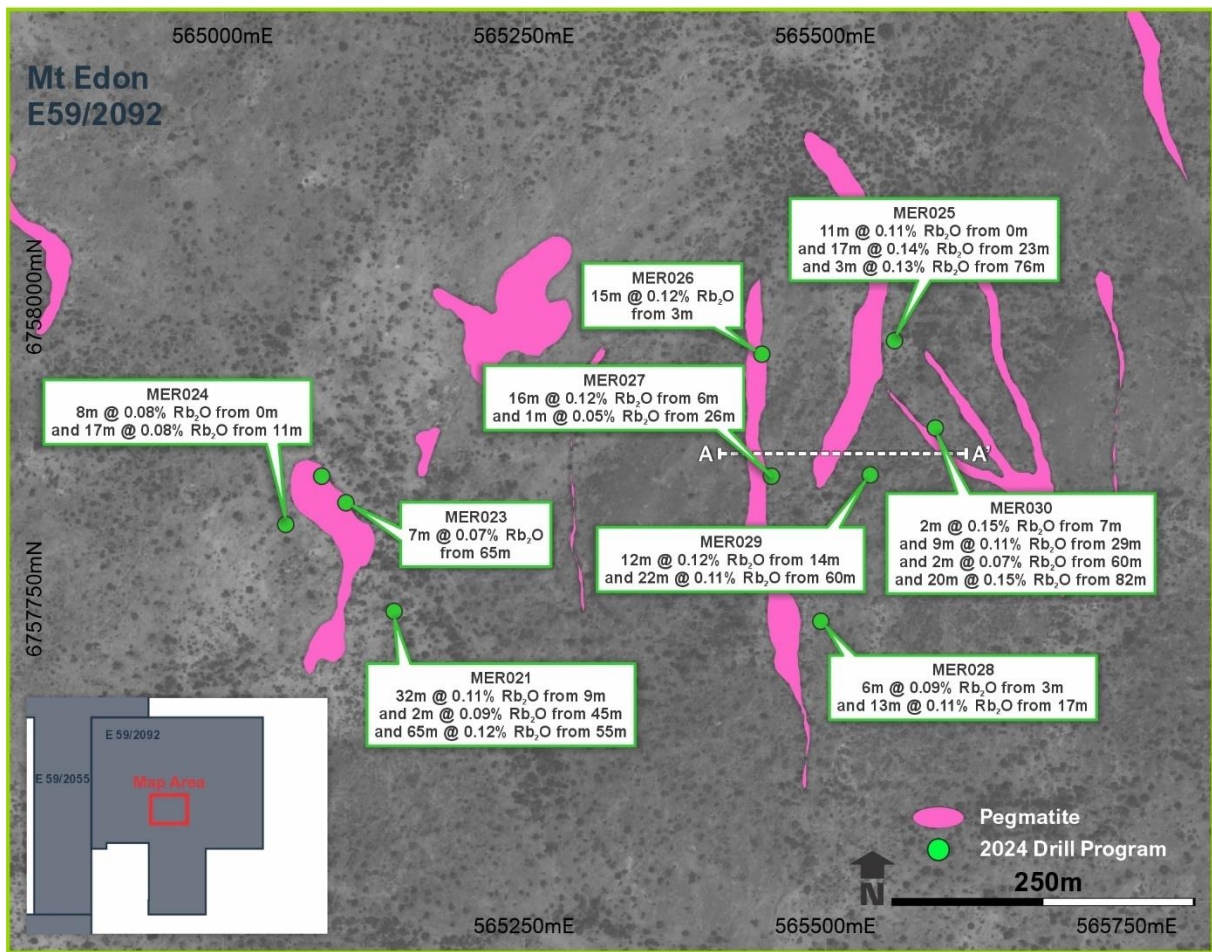 565000mE
565250mE
565500mE
Mt Edon
E59/2092
6758000mN
6757750mN
MER025
11m @ 0.11% Rb₂O from 0m
and 17m @ 0.14% Rb₂O from 23m
and 3m @ 0.13% Rb₂O from 76m
MER026
15m @ 0.12% Rb₂O
from 3m
MER027
16m @ 0.12% Rb₂O from 6m
and 1m @ 0.05% Rb₂O from 26m
MER024
8m @ 0.08% Rb₂O from 0m
and 17m @ 0.08% Rb₂O from 11m
A
A'
MER023
7m @ 0.07% Rb₂O
from 65m
MER029
12m @ 0.12% Rb₂O from 14m
and 22m @ 0.11% Rb₂O from 60m
MER030
2m @ 0.15% Rb₂O from 7m
and 9m @ 0.11% Rb₂O from 29m
and 2m @ 0.07% Rb₂O from 60m
and 20m @ 0.15% Rb₂O from 82m
MER021
32m @ 0.11% Rb₂O from 9m
and 2m @ 0.09% Rb₂O from 45m
and 65m @ 0.12% Rb₂O from 55m
MER028
6m @ 0.09% Rb₂O from 3m
and 13m @ 0.11% Rb₂O from 17m
E 59/2092
E 59/2055
Map Area
Pegmatite
2024 Drill Program
N
250m
565250mE
565500mE
565750mE